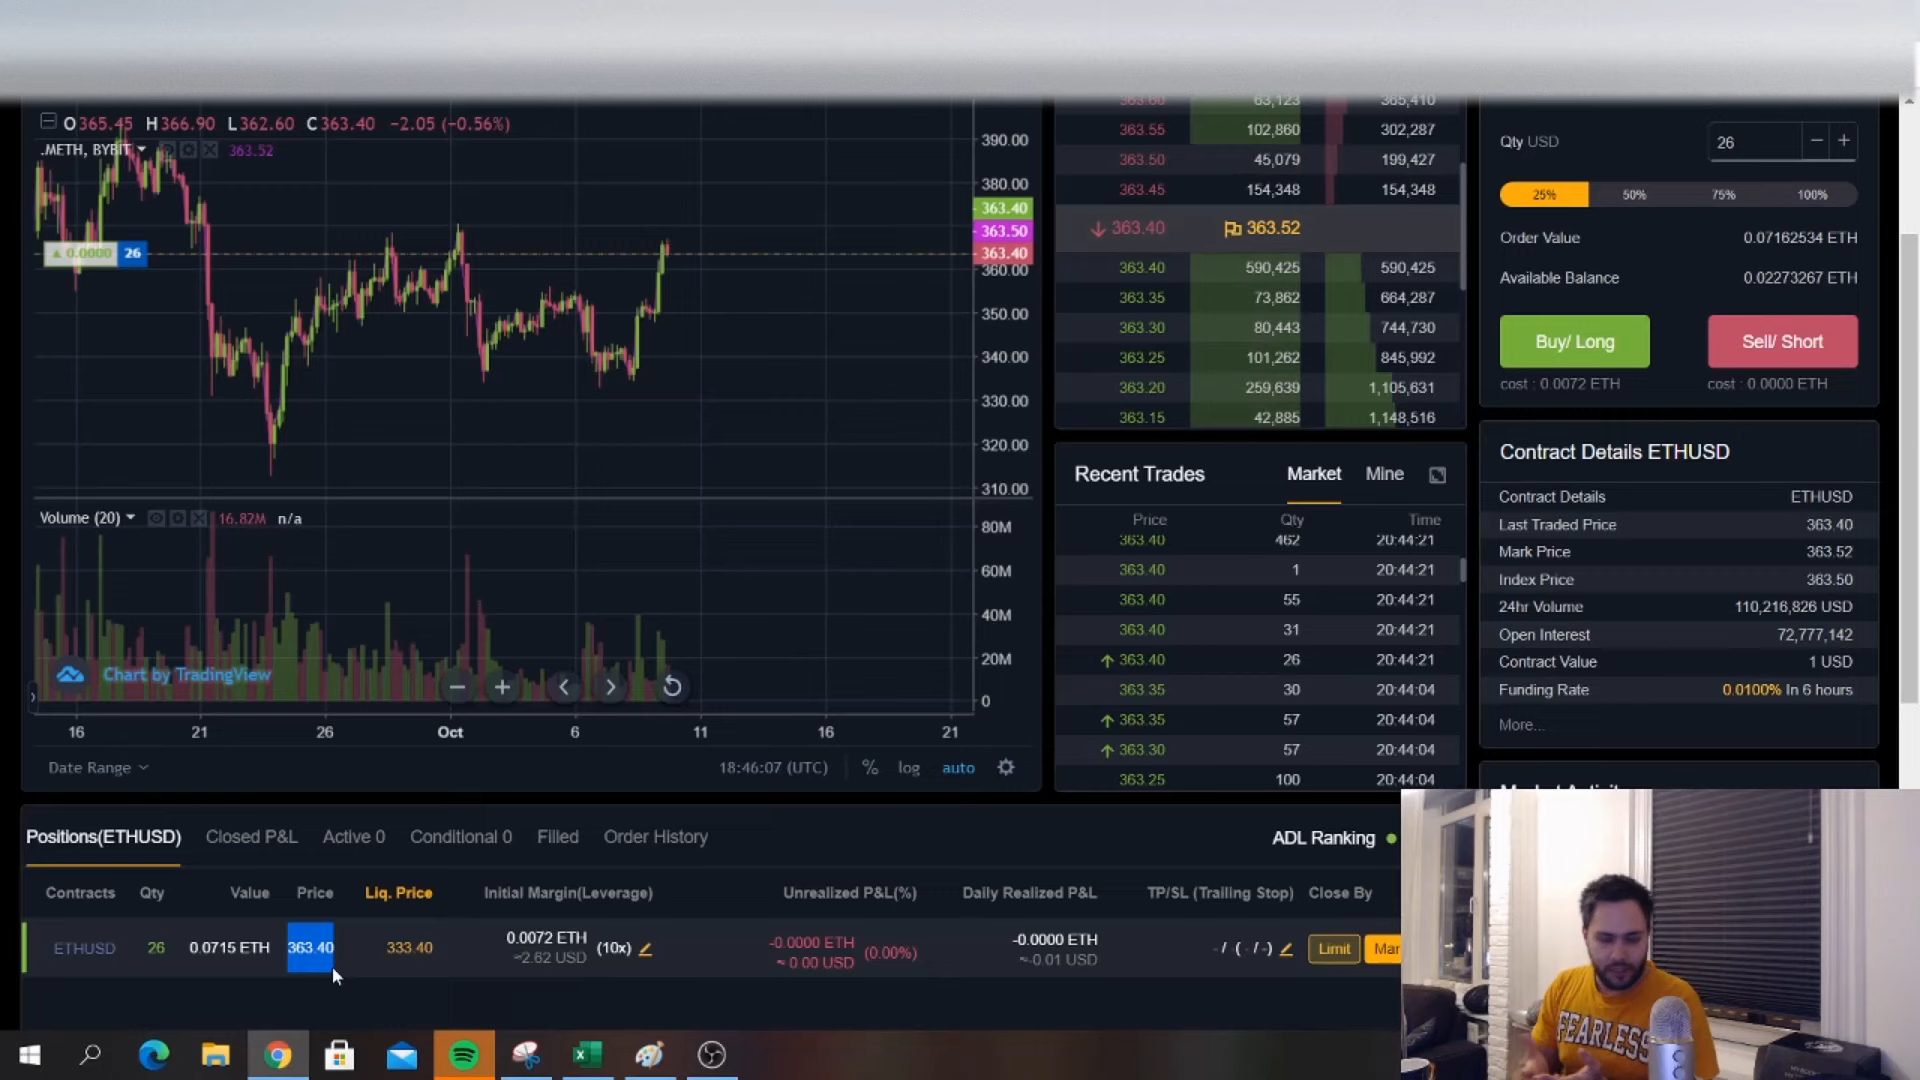 O365.45 H366.90 L362.60 C363.40 -2.05 (-0.56%)
.METH, BYBIT 363.52
390.00
380.00
363.40
363.50
0.0000 26
363.40
360.00
350.00
340.00
330.00
320.00
310.00
Volume (20) 16.82M n/a
80M
60M
40M
20M
0
Chart by TradingView
16 21 26 Oct 6 11 16 21
Date Range 18:46:07 (UTC) % log auto
363.60 63,123 365,410
363.55 102,860 302,287
363.50 45,079 199,427
363.45 154,348 154,348
363.40 363.52
363.40 590,425 590,425
363.35 73,862 664,287
363.30 80,443 744,730
363.25 101,262 845,992
363.20 259,639 1,105,631
363.15 42,885 1,148,516
Recent Trades Market Mine
Price Qty Time
363.40 462 20:44:21
363.40 1 20:44:21
363.40 55 20:44:21
363.40 31 20:44:21
363.40 26 20:44:21
363.35 30 20:44:04
363.35 57 20:44:04
363.30 57 20:44:04
363.25 100 20:44:04
Qty USD 26 − +
25% 50% 75% 100%
Order Value 0.07162534 ETH
Available Balance 0.02273267 ETH
Buy/ Long Sell/ Short
cost : 0.0072 ETH cost : 0.0000 ETH
Contract Details ETHUSD
Contract Details ETHUSD
Last Traded Price 363.40
Mark Price 363.52
Index Price 363.50
24hr Volume 110,216,826 USD
Open Interest 72,777,142
Contract Value 1 USD
Funding Rate 0.0100% In 6 hours
More...
Positions(ETHUSD) Closed P&L Active 0 Conditional 0 Filled Order History ADL Ranking
Contracts Qty Value Price Liq. Price Initial Margin(Leverage) Unrealized P&L(%) Daily Realized P&L TP/SL (Trailing Stop) Close By
ETHUSD 26 0.0715 ETH 363.40 333.40 0.0072 ETH (10x) -0.0000 ETH (0.00%) -0.0000 ETH - / ( - / -) Limit Mar
≈2.62 USD ≈ 0.00 USD ≈-0.01 USD
FEARLESS